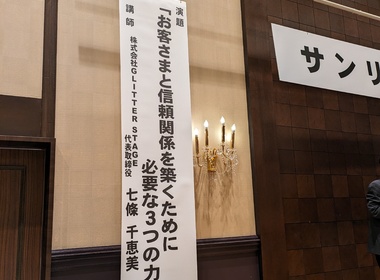 演題
「お客さまと信頼関係を築くために
必要な3つの力
講師 株式会社GLITTER STAGE
代表取締役 七條 千恵美
サンリ